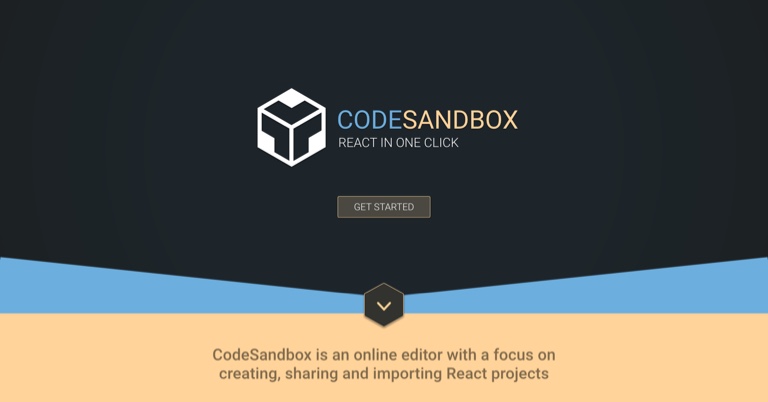 CODESANDBOX
REACT IN ONE CLICK
GET STARTED
CodeSandbox is an online editor with a focus on
creating, sharing and importing React projects